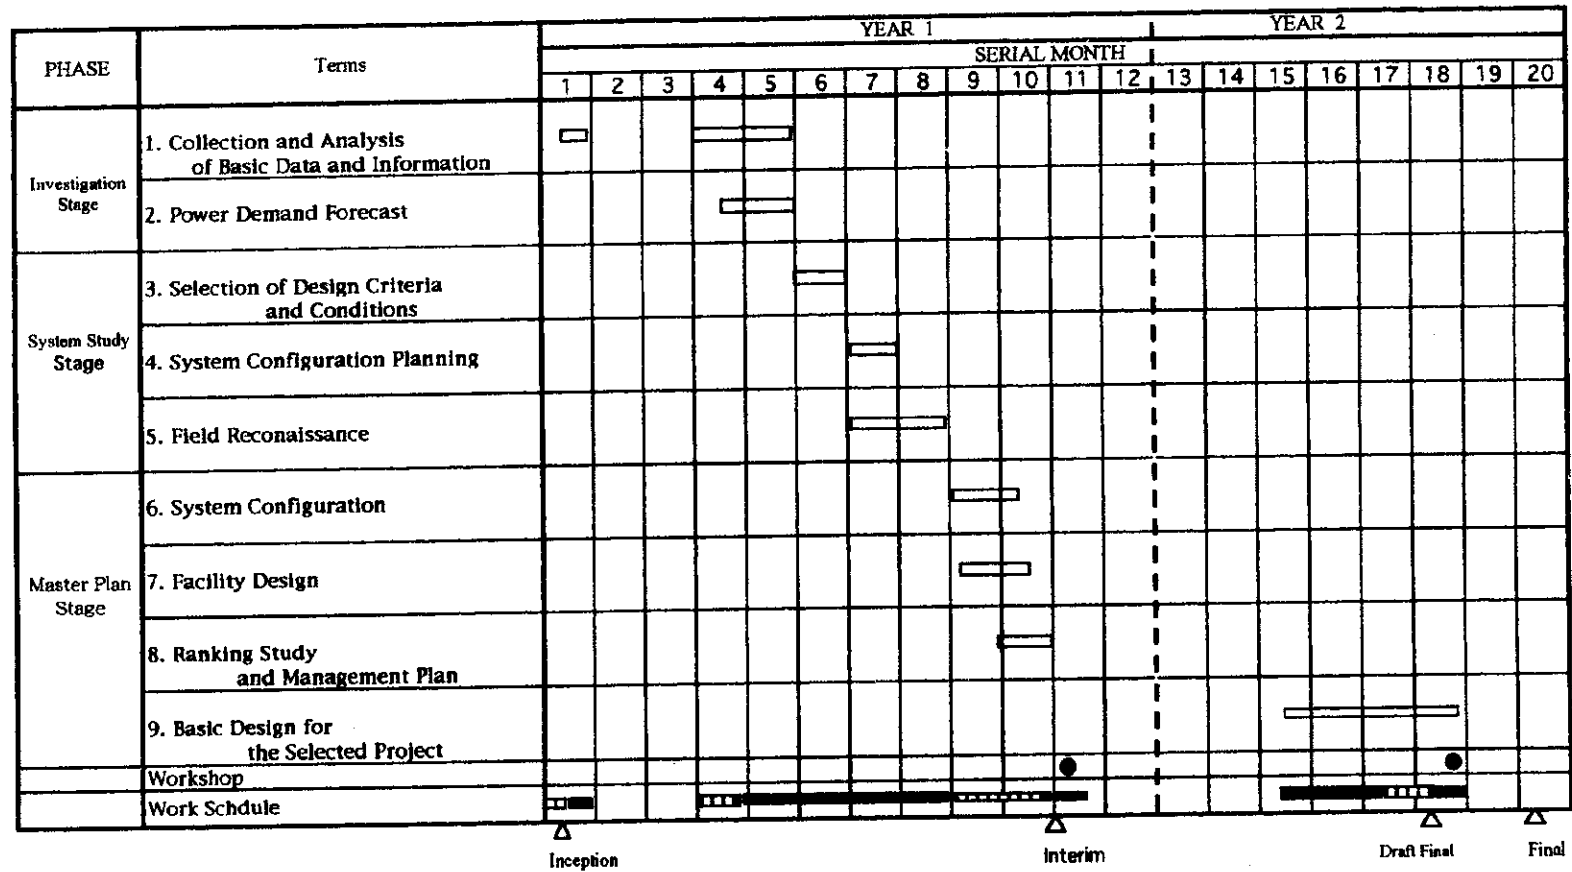 YEAR 1
YEAR 2
PHASE
Terms
SERIAL MONTH
1 2 3 4 5 6 7 8 9 10 11 12 13 14 15 16 17 18 19 20
Investigation
Stage
1. Collection and Analysis
of Basic Data and Information
2. Power Demand Forecast
System Study
Stage
3. Selection of Design Criteria
and Conditions
4. System Configuration Planning
5. Field Reconaissance
Master Plan
Stage
6. System Configuration
7. Facility Design
8. Ranking Study
and Management Plan
9. Basic Design for
the Selected Project
Workshop
Work Schdule
Inception
Interim
Draft Final
Final